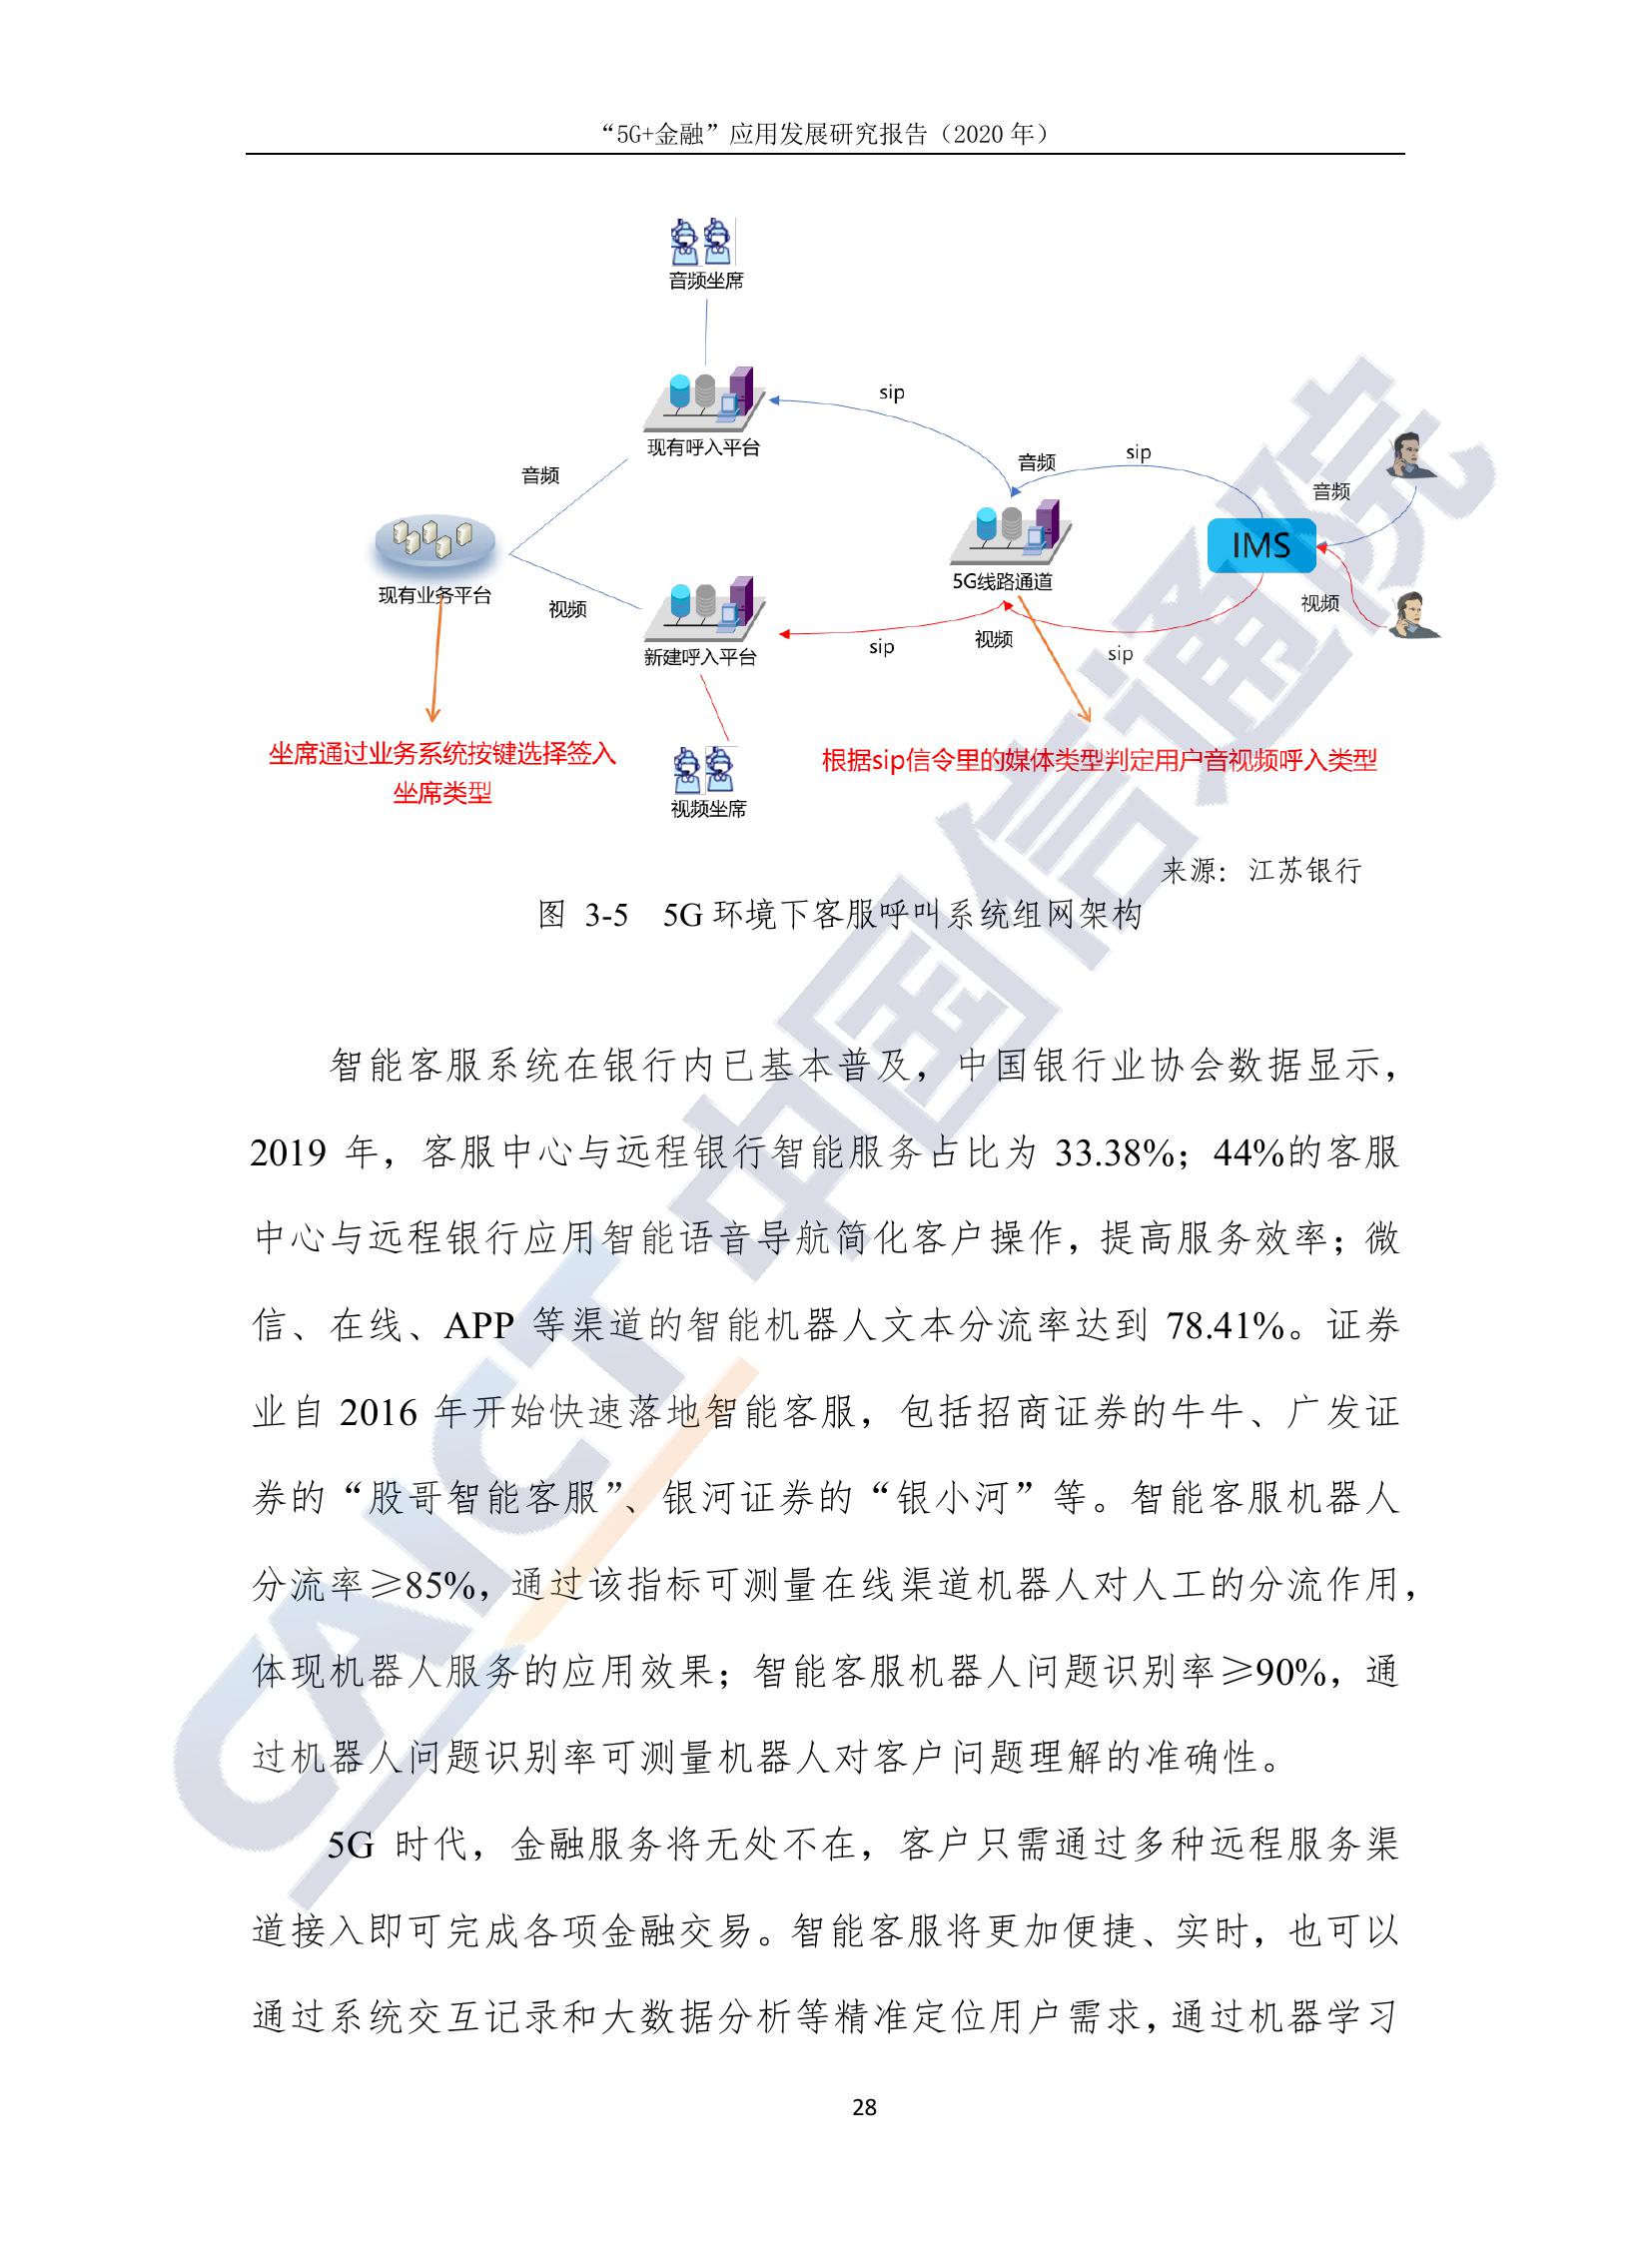 “5G+金融”应用发展研究报告（2020 年）
音频坐席
sip
现有呼入平台
音频
sip
音频
音频
IMS
5G线路通道
现有业务平台
视频
视频
sip
视频
sip
新建呼入平台
坐席通过业务系统按键选择签入
坐席类型
根据sip信令里的媒体类型判定用户音视频呼入类型
视频坐席
来源：江苏银行
图 3-5 5G 环境下客服呼叫系统组网架构
智能客服系统在银行内已基本普及，中国银行业协会数据显示，
2019 年，客服中心与远程银行智能服务占比为 33.38%；44%的客服
中心与远程银行应用智能语音导航简化客户操作，提高服务效率；微
信、在线、APP 等渠道的智能机器人文本分流率达到 78.41%。证券
业自 2016 年开始快速落地智能客服，包括招商证券的牛牛、广发证
券的“股哥智能客服”、银河证券的“银小河”等。智能客服机器人
分流率≥85%，通过该指标可测量在线渠道机器人对人工的分流作用，
体现机器人服务的应用效果；智能客服机器人问题识别率≥90%，通
过机器人问题识别率可测量机器人对客户问题理解的准确性。
5G 时代，金融服务将无处不在，客户只需通过多种远程服务渠
道接入即可完成各项金融交易。智能客服将更加便捷、实时，也可以
通过系统交互记录和大数据分析等精准定位用户需求，通过机器学习
28
CAICT 中国信通院